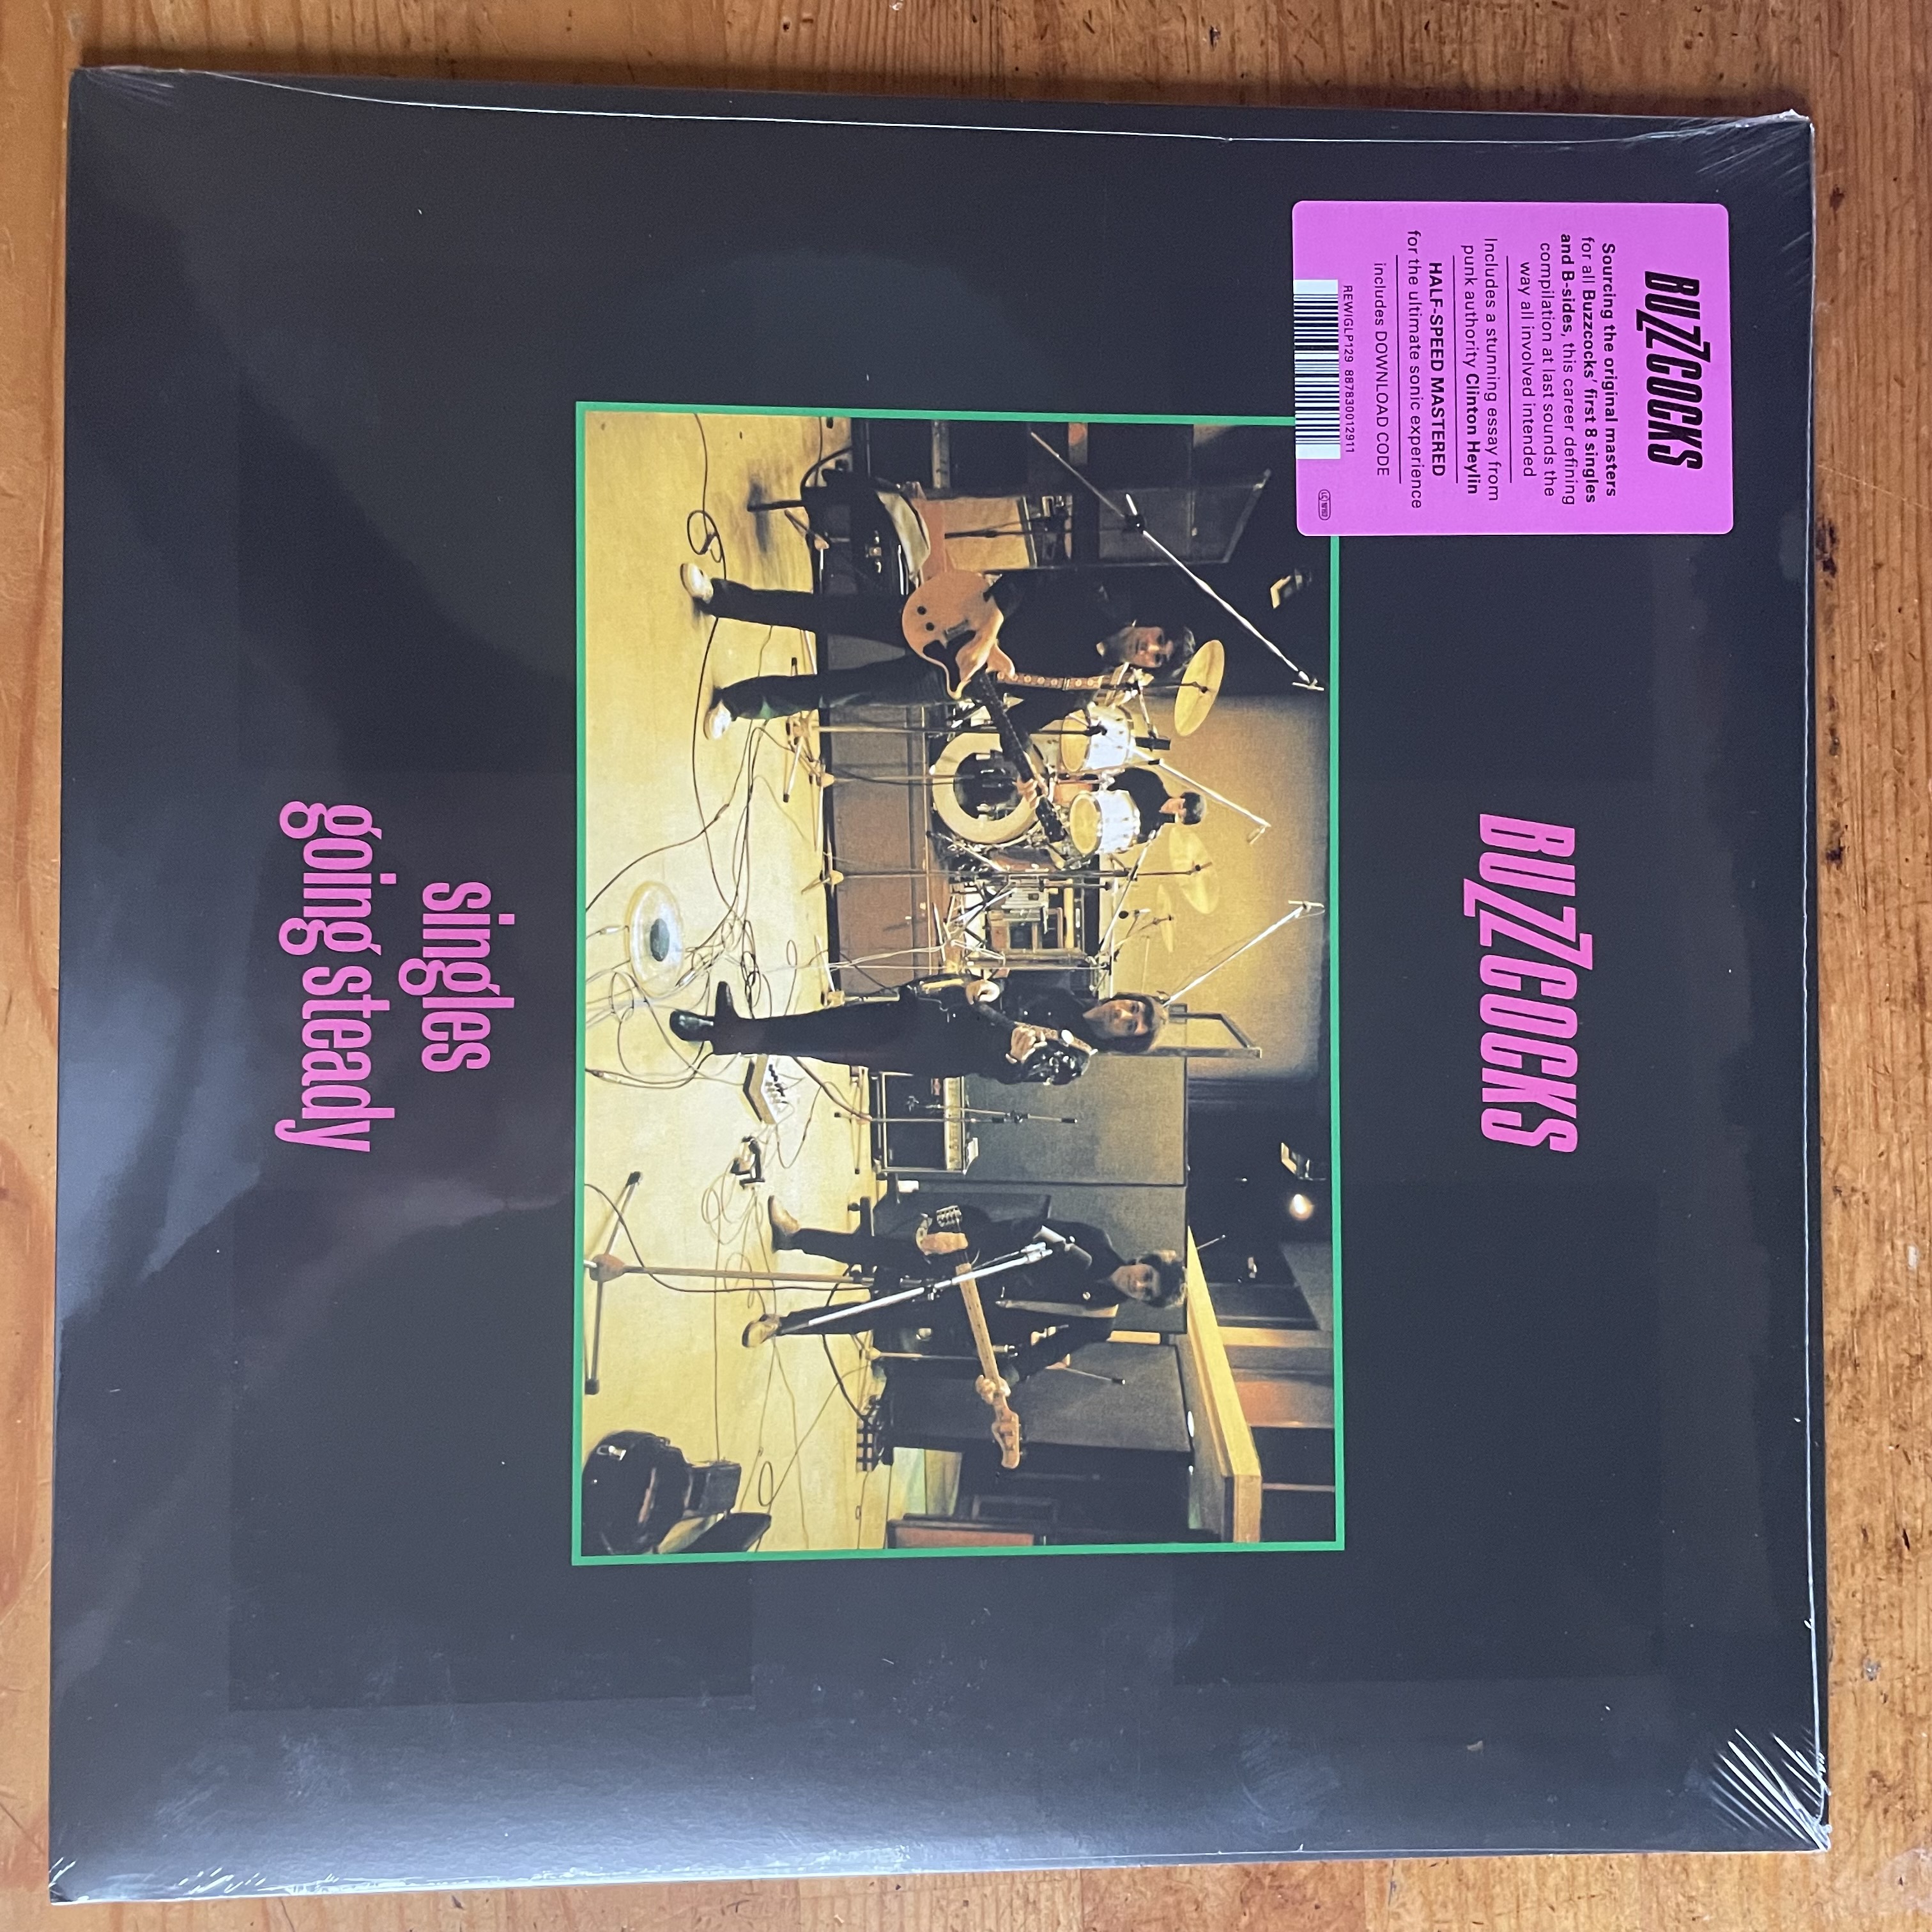 BUZZCOCKS
Sourcing the original masters
for all Buzzcocks' first 8 singles
and B-sides, this career defining
compilation at last sounds the
way all involved intended
Includes a stunning essay from
punk authority Clinton Heylin
HALF-SPEED MASTERED
for the ultimate sonic experience
includes DOWNLOAD CODE
REWIGLP129 887830012911
BUZZCOCKS
singles
going steady